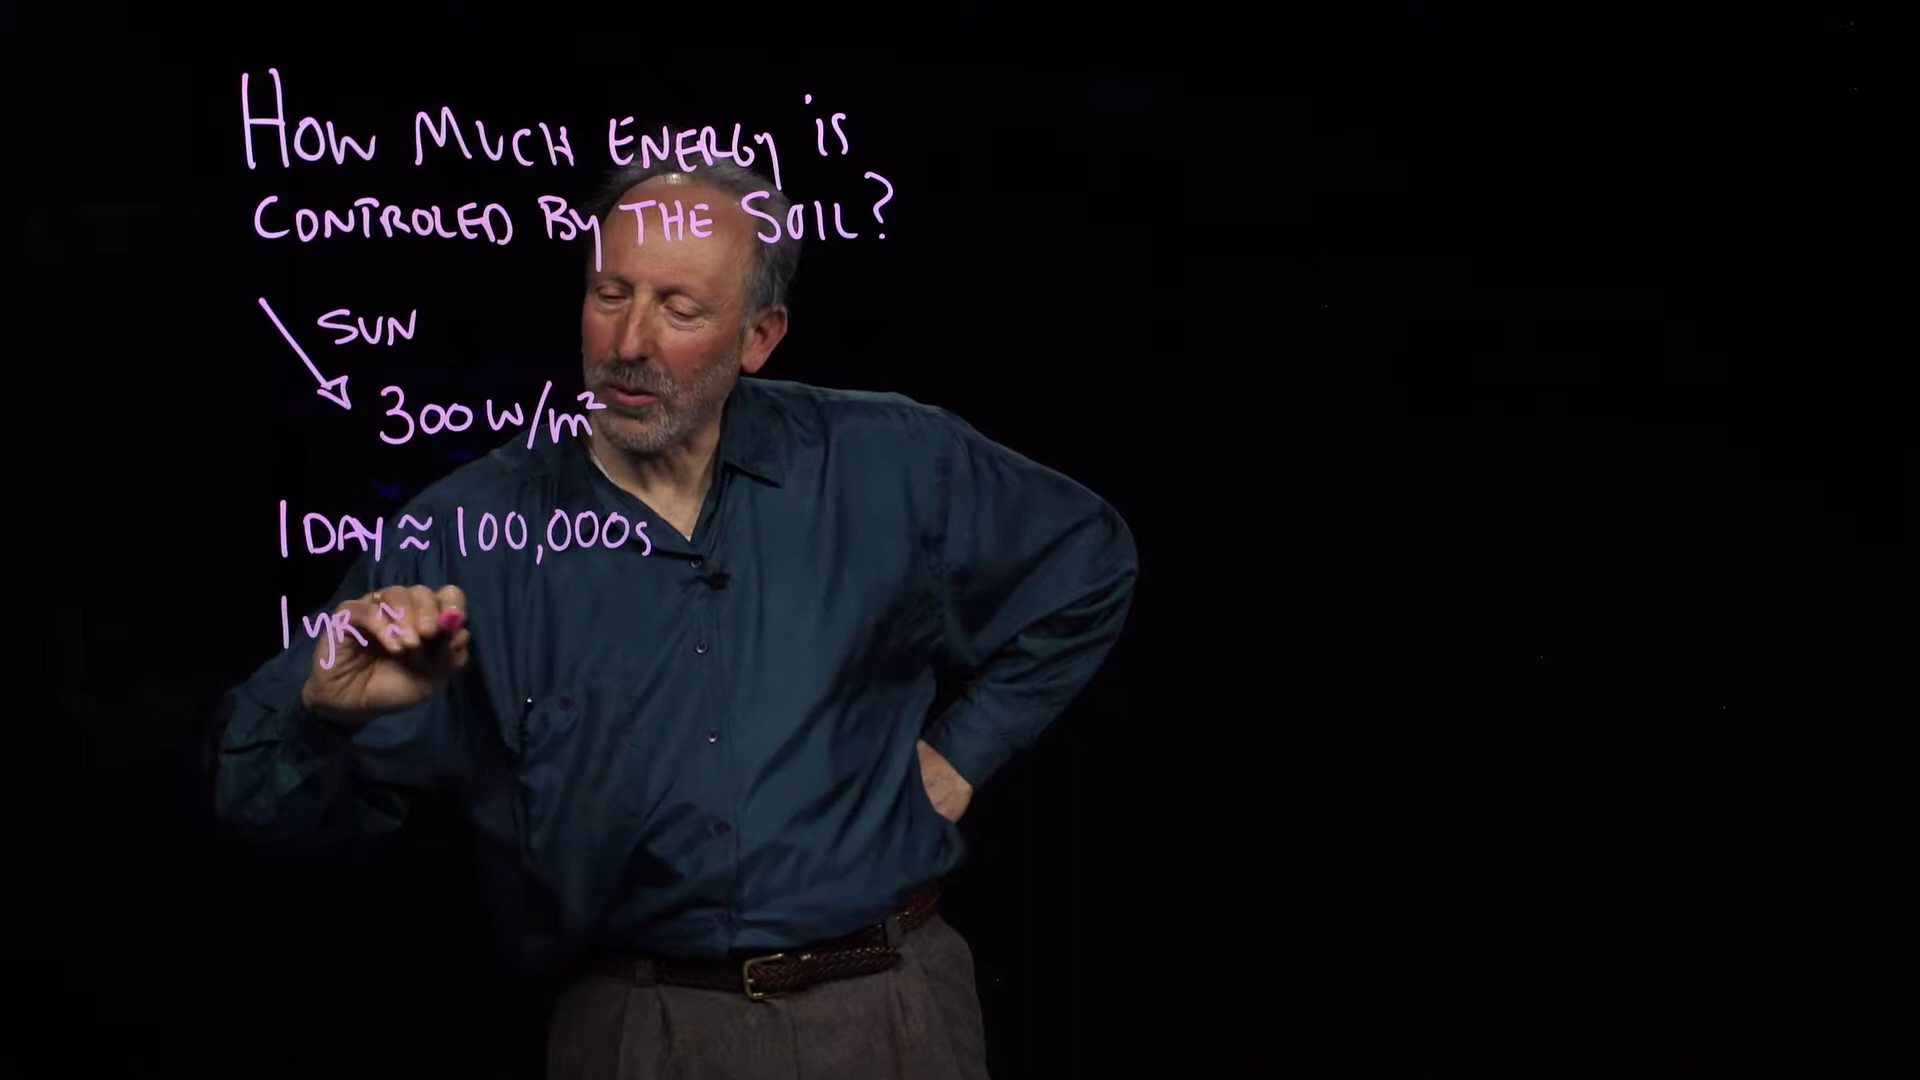 HOW MUCH ENERGY is
CONTROLED BY THE SOIL?
SUN
300 W/m²
1 DAY ≈ 100,000s
1 YR ≈